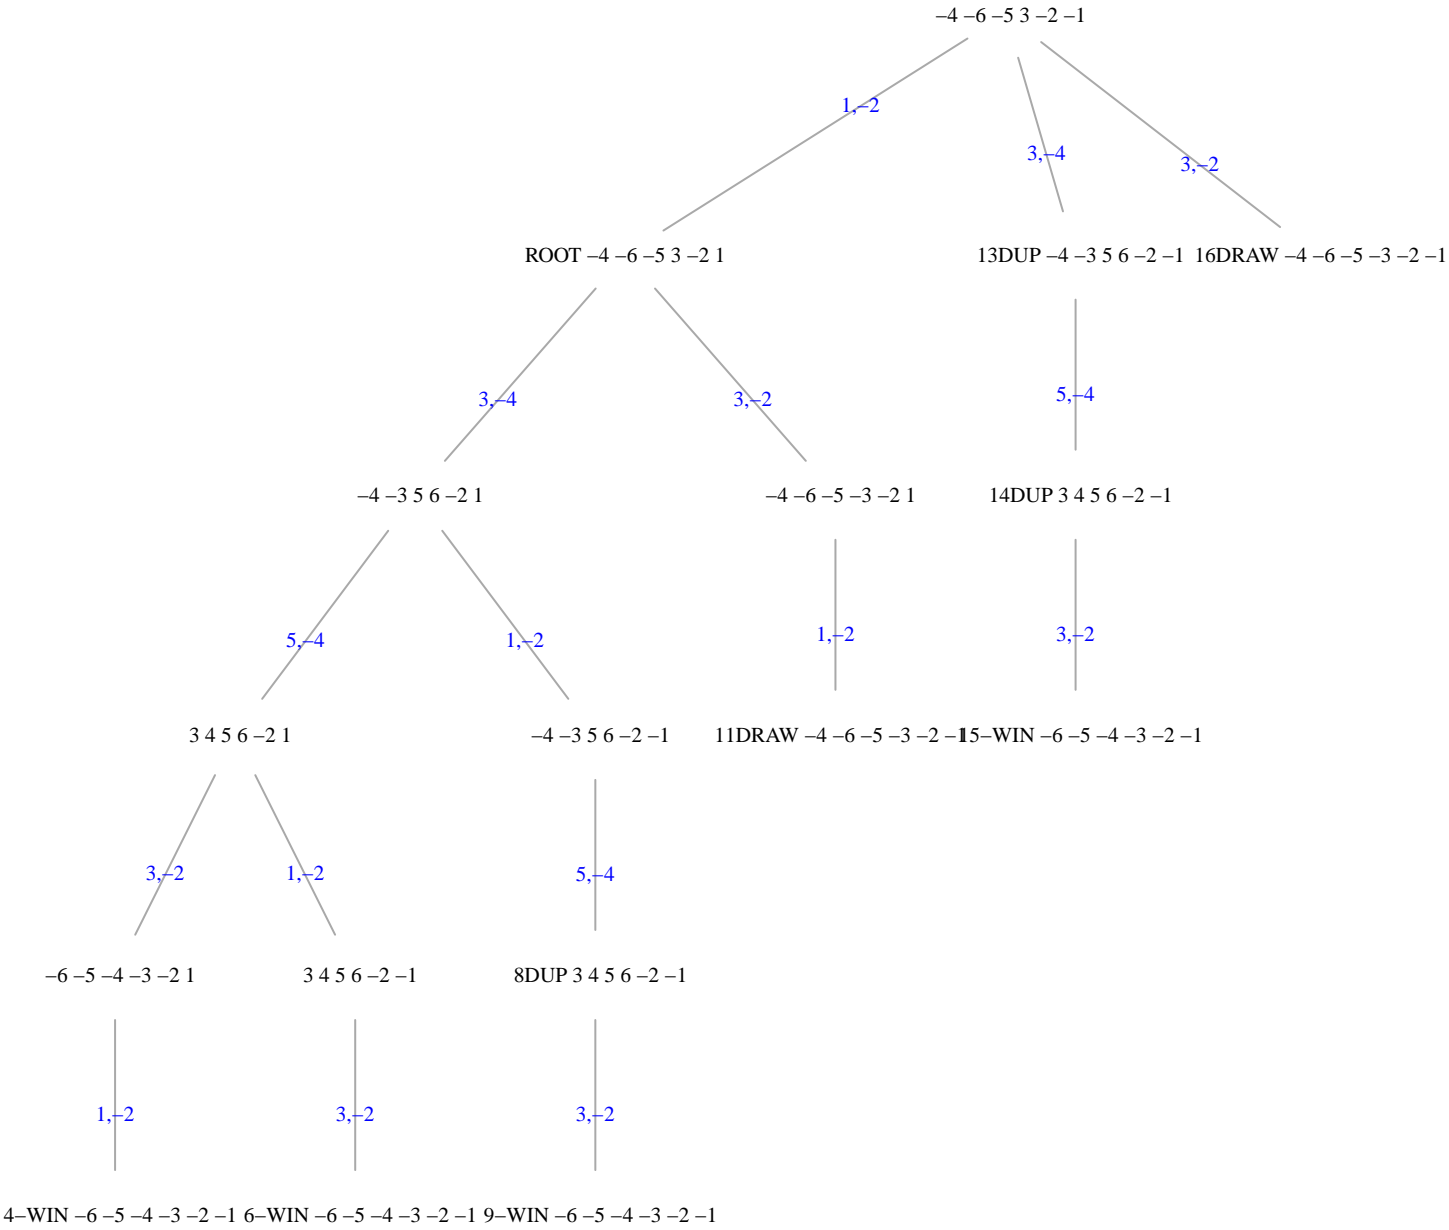 –4 –6 –5 3 –2 –1
1,–2
3,–4
3,–2
ROOT –4 –6 –5 3 –2 1
13DUP –4 –3 5 6 –2 –1
16DRAW –4 –6 –5 –3 –2 –1
3,–4
3,–2
5,–4
–4 –3 5 6 –2 1
–4 –6 –5 –3 –2 1
14DUP 3 4 5 6 –2 –1
5,–4
1,–2
1,–2
3,–2
3 4 5 6 –2 1
–4 –3 5 6 –2 –1
11DRAW –4 –6 –5 –3 –2 –1
15–WIN –6 –5 –4 –3 –2 –1
3,–2
1,–2
5,–4
–6 –5 –4 –3 –2 1
3 4 5 6 –2 –1
8DUP 3 4 5 6 –2 –1
1,–2
3,–2
3,–2
4–WIN –6 –5 –4 –3 –2 –1
6–WIN –6 –5 –4 –3 –2 –1
9–WIN –6 –5 –4 –3 –2 –1